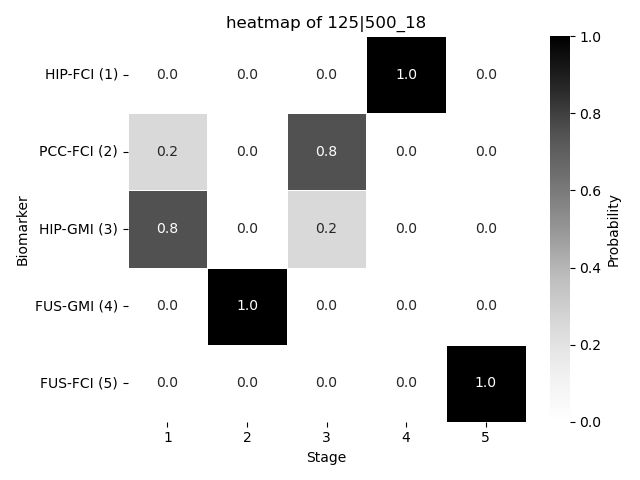 heatmap of 125|500_18
HIP-FCI (1) 0.0 0.0 0.0 1.0 0.0
PCC-FCI (2) 0.2 0.0 0.8 0.0 0.0
HIP-GMI (3) 0.8 0.0 0.2 0.0 0.0
FUS-GMI (4) 0.0 1.0 0.0 0.0 0.0
FUS-FCI (5) 0.0 0.0 0.0 0.0 1.0
1 2 3 4 5
Stage
Biomarker
1.0
0.8
0.6
0.4
0.2
0.0
Probability